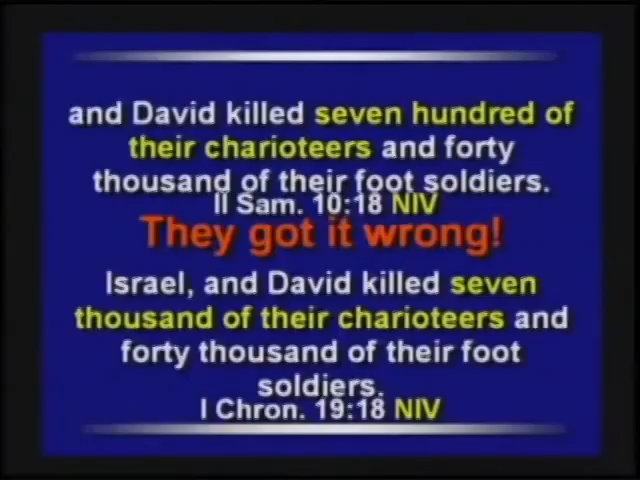 and David killed seven hundred of
their charioteers and forty
thousand of their foot soldiers.
II Sam. 10:18 NIV
They got it wrong!
Israel, and David killed seven
thousand of their charioteers and
forty thousand of their foot
soldiers.
I Chron. 19:18 NIV